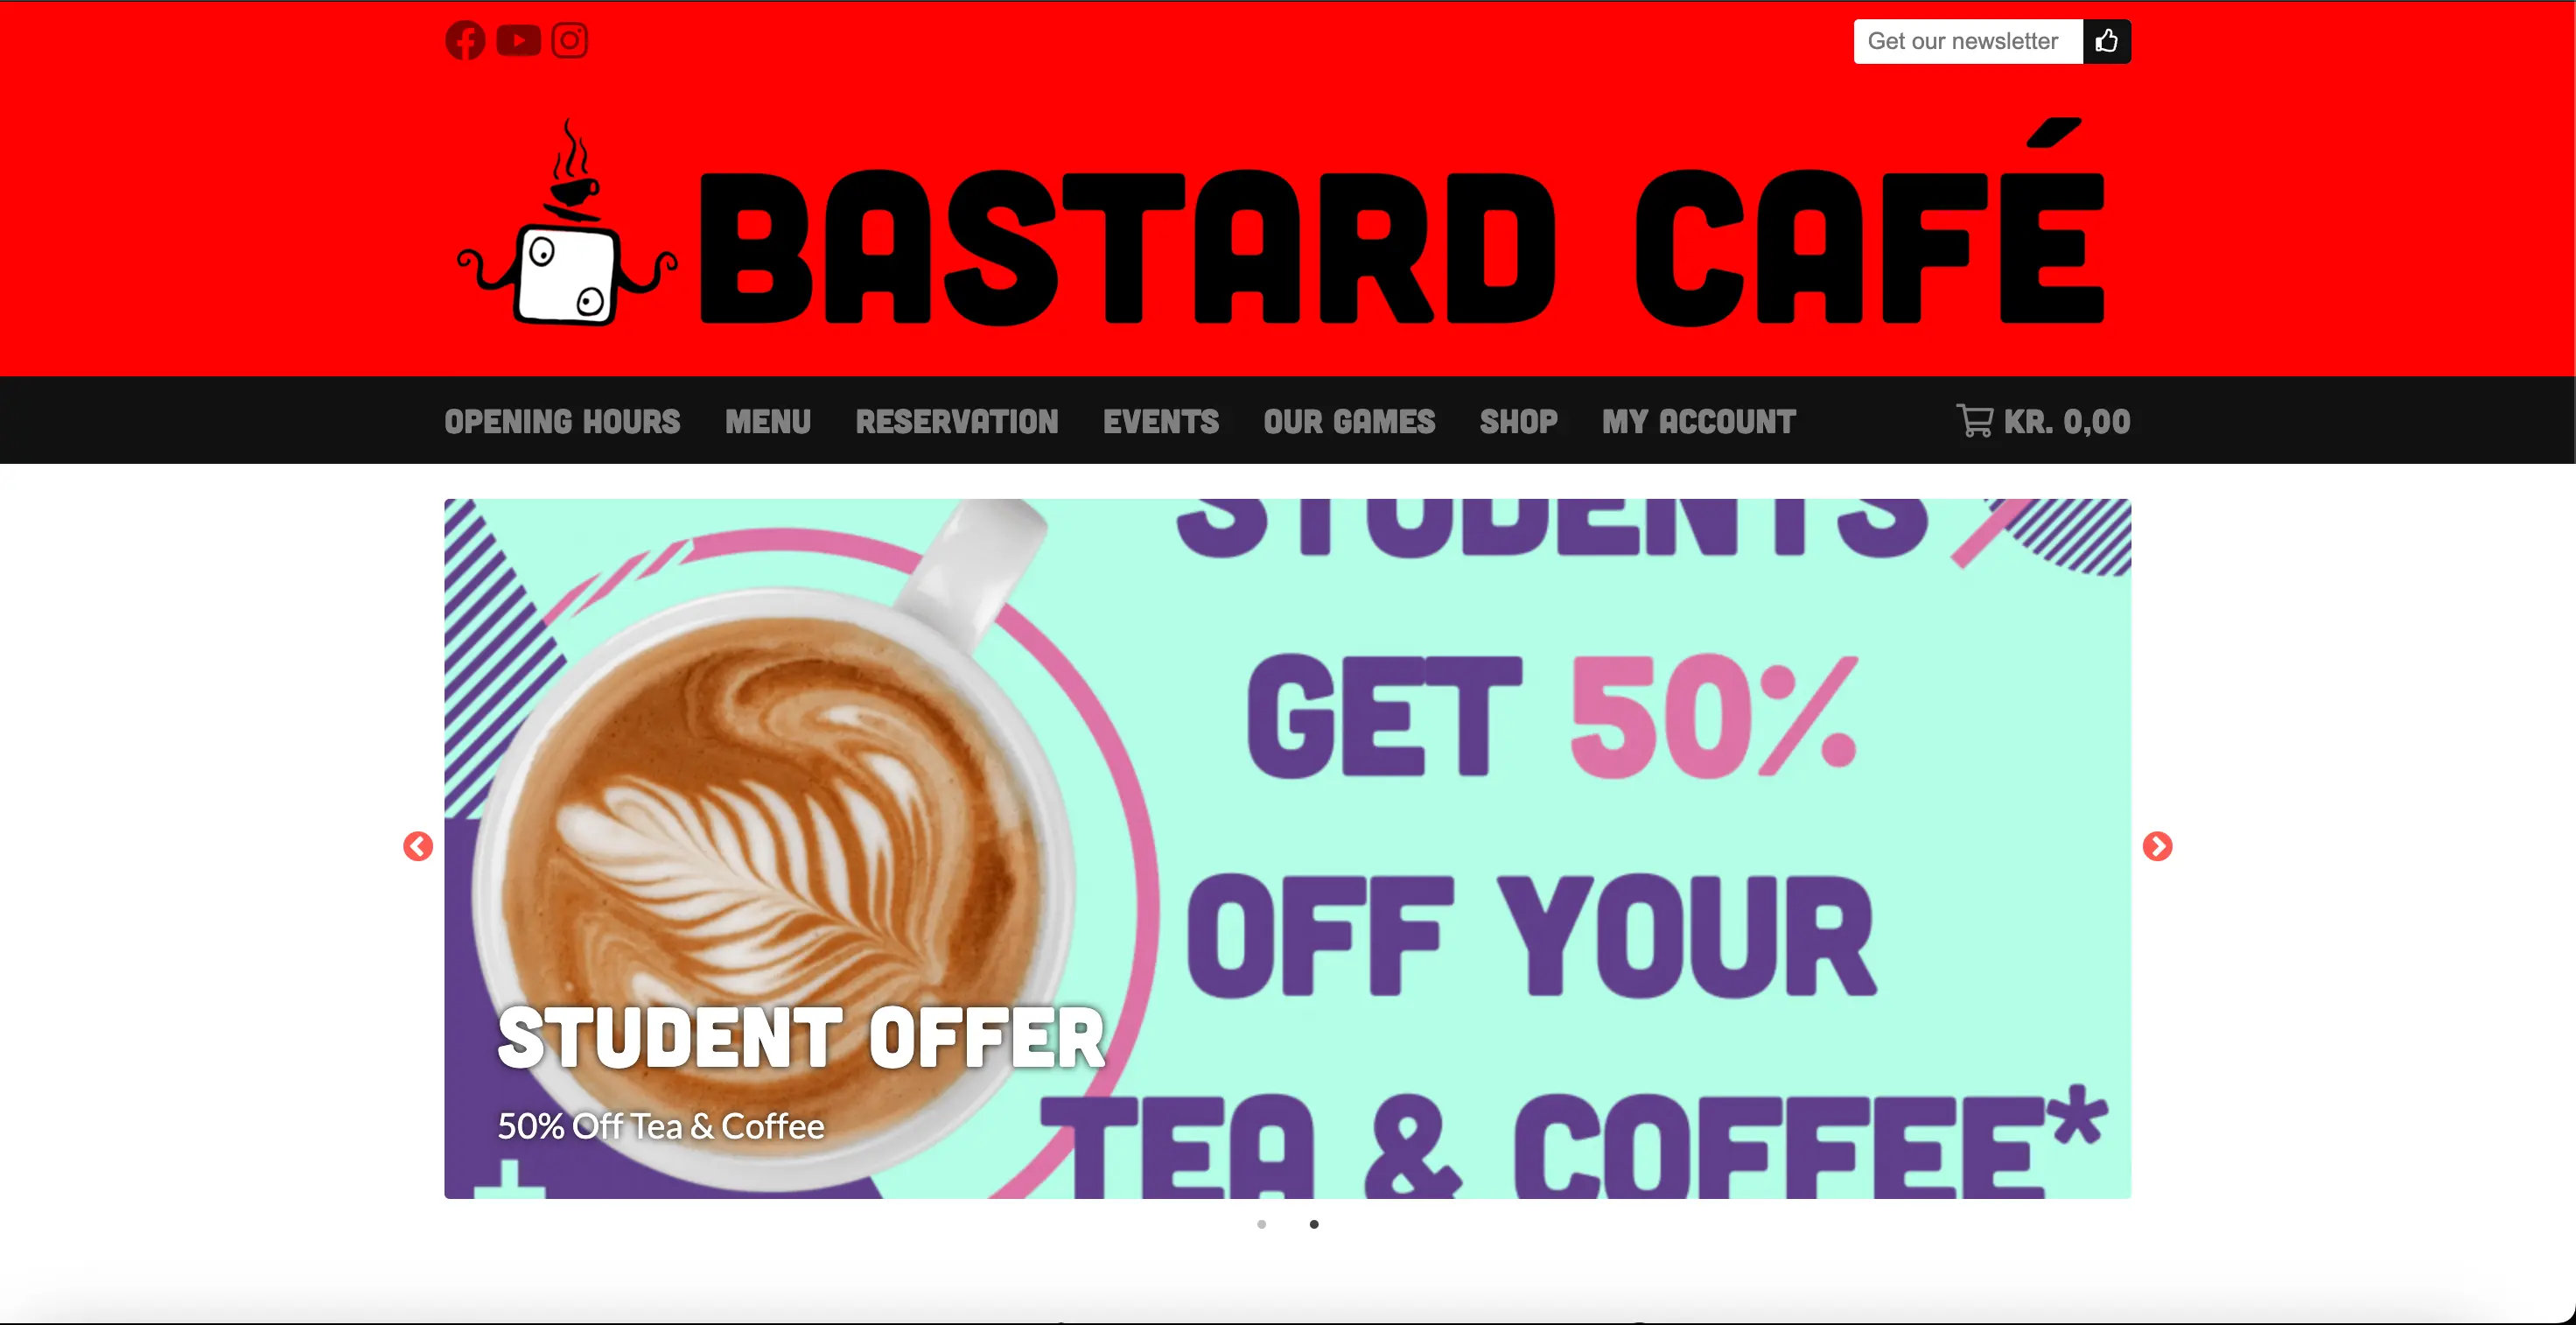 Get our newsletter
BASTARD CAFÉ
OPENING HOURS MENU RESERVATION EVENTS OUR GAMES SHOP MY ACCOUNT KR. 0,00
STUDENTS
GET 50%
OFF YOUR
TEA & COFFEE*
STUDENT OFFER
50% Off Tea & Coffee